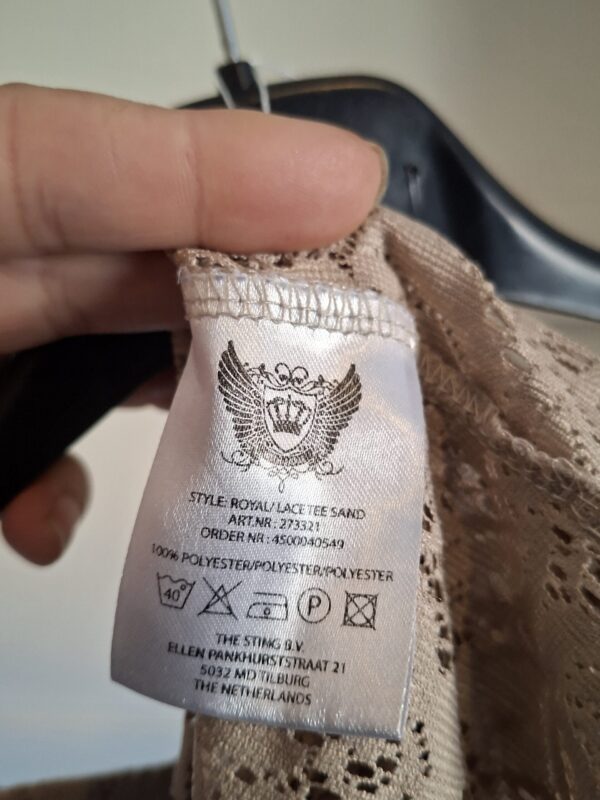 STYLE: ROYAL/ LACE TEE SAND
ART.NR : 273321
ORDER NR : 4500040549
100% POLYESTER/POLYESTER/POLYESTER
40° P
THE STING B.V.
ELLEN PANKHURSTSTRAAT 21
5032 MD TILBURG
THE NETHERLANDS